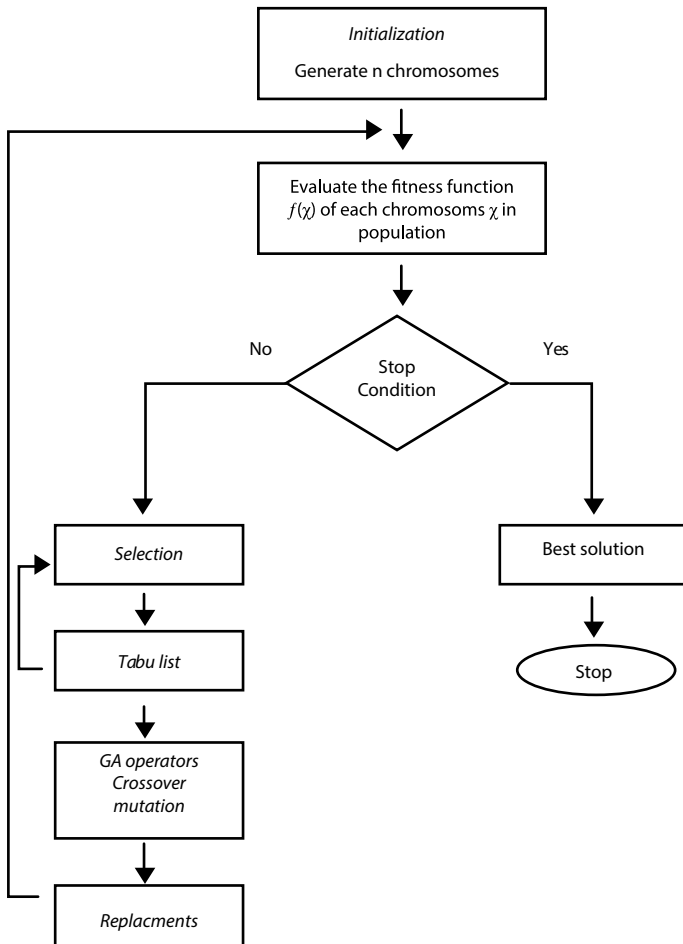 Initialization
Generate n chromosomes
Evaluate the fitness function
f(χ) of each chromosoms χ in
population
No
Yes
Stop
Condition
Selection
Best solution
Tabu list
Stop
GA operators
Crossover
mutation
Replacments